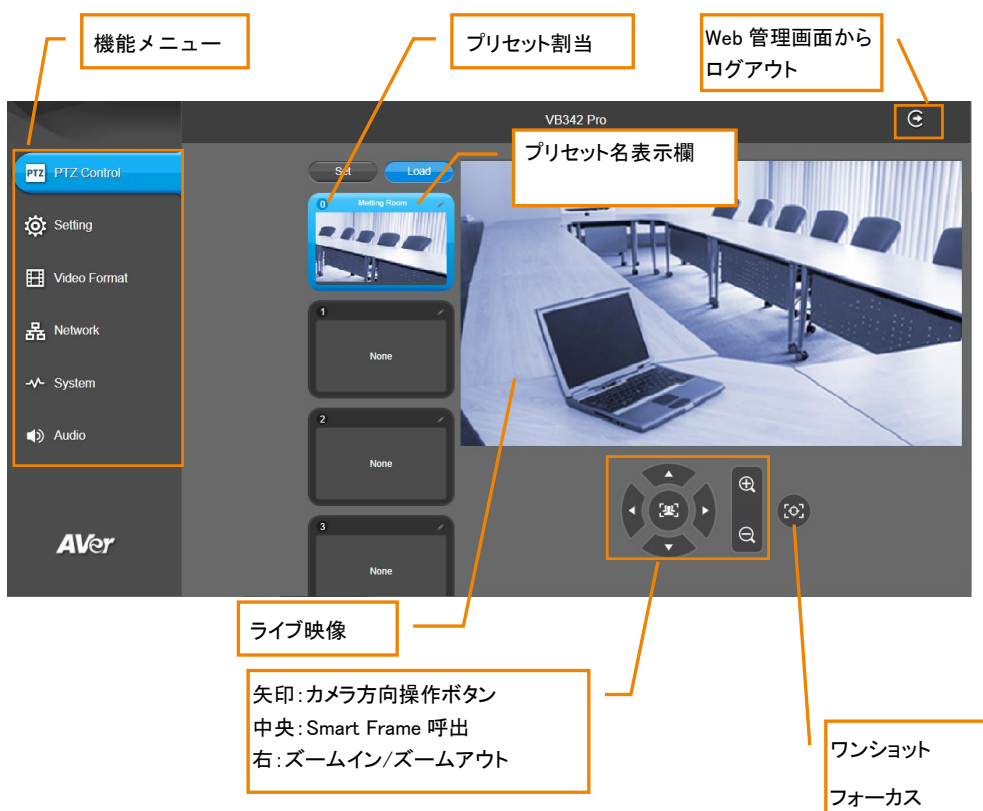 機能メニュー
プリセット割当
Web 管理画面から
ログアウト
VB342 Pro
プリセット名表示欄
PTZ PTZ Control
Setting
Video Format
Network
System
Audio
AVer
Set
Load
0 Metting Room
1
None
2
None
3
None
ライブ映像
矢印：カメラ方向操作ボタン
中央：Smart Frame 呼出
右：ズームイン/ズームアウト
ワンショット
フォーカス